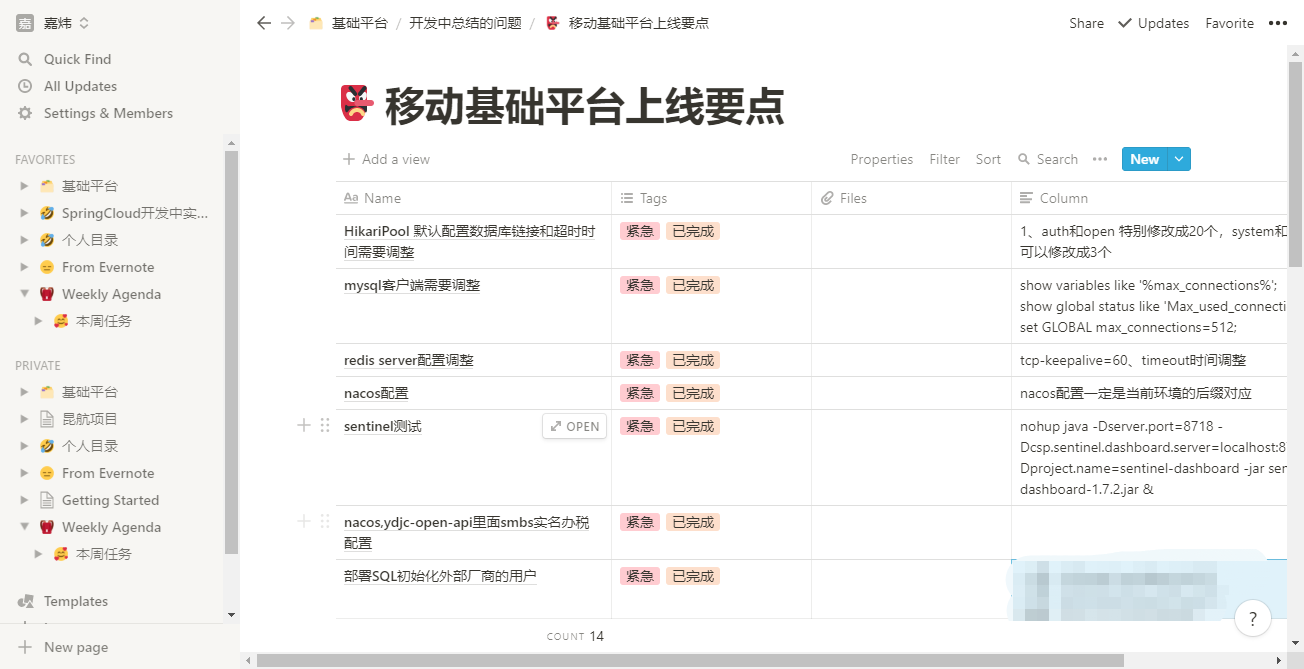 嘉 嘉炜
Quick Find
All Updates
Settings & Members
FAVORITES
基础平台
SpringCloud开发中实...
个人目录
From Evernote
Weekly Agenda
本周任务
PRIVATE
基础平台
昆航项目
个人目录
From Evernote
Getting Started
Weekly Agenda
本周任务
Templates
New page
基础平台 / 开发中总结的问题 / 移动基础平台上线要点
Share Updates Favorite •••
移动基础平台上线要点
Add a view
Properties Filter Sort Search ••• New
Aa Name Tags Files Column
HikariPool 默认配置数据库链接和超时时
间需要调整
紧急 已完成
1、auth和open 特别修改成20个，system和
可以修改成3个
mysql客户端需要调整
紧急 已完成
show variables like '%max_connections%';
show global status like 'Max_used_connecti
set GLOBAL max_connections=512;
redis server配置调整
紧急 已完成
tcp-keepalive=60、timeout时间调整
nacos配置
紧急 已完成
nacos配置一定是当前环境的后缀对应
sentinel测试
OPEN
紧急 已完成
nohup java -Dserver.port=8718 -
Dcsp.sentinel.dashboard.server=localhost:8
Dproject.name=sentinel-dashboard -jar sen
dashboard-1.7.2.jar &
nacos,ydjc-open-api里面smbs实名办税
配置
紧急 已完成
部署SQL初始化外部厂商的用户
紧急 已完成
COUNT 14
?